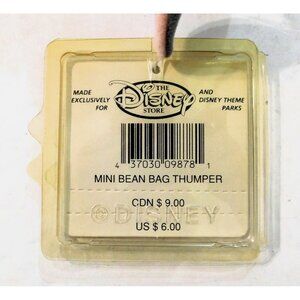 MADE EXCLUSIVELY FOR
THE DISNEY STORE
AND DISNEY THEME PARKS
4 37030 09878 1
MINI BEAN BAG THUMPER
CDN $ 9.00
©DISNEY
US $ 6.00